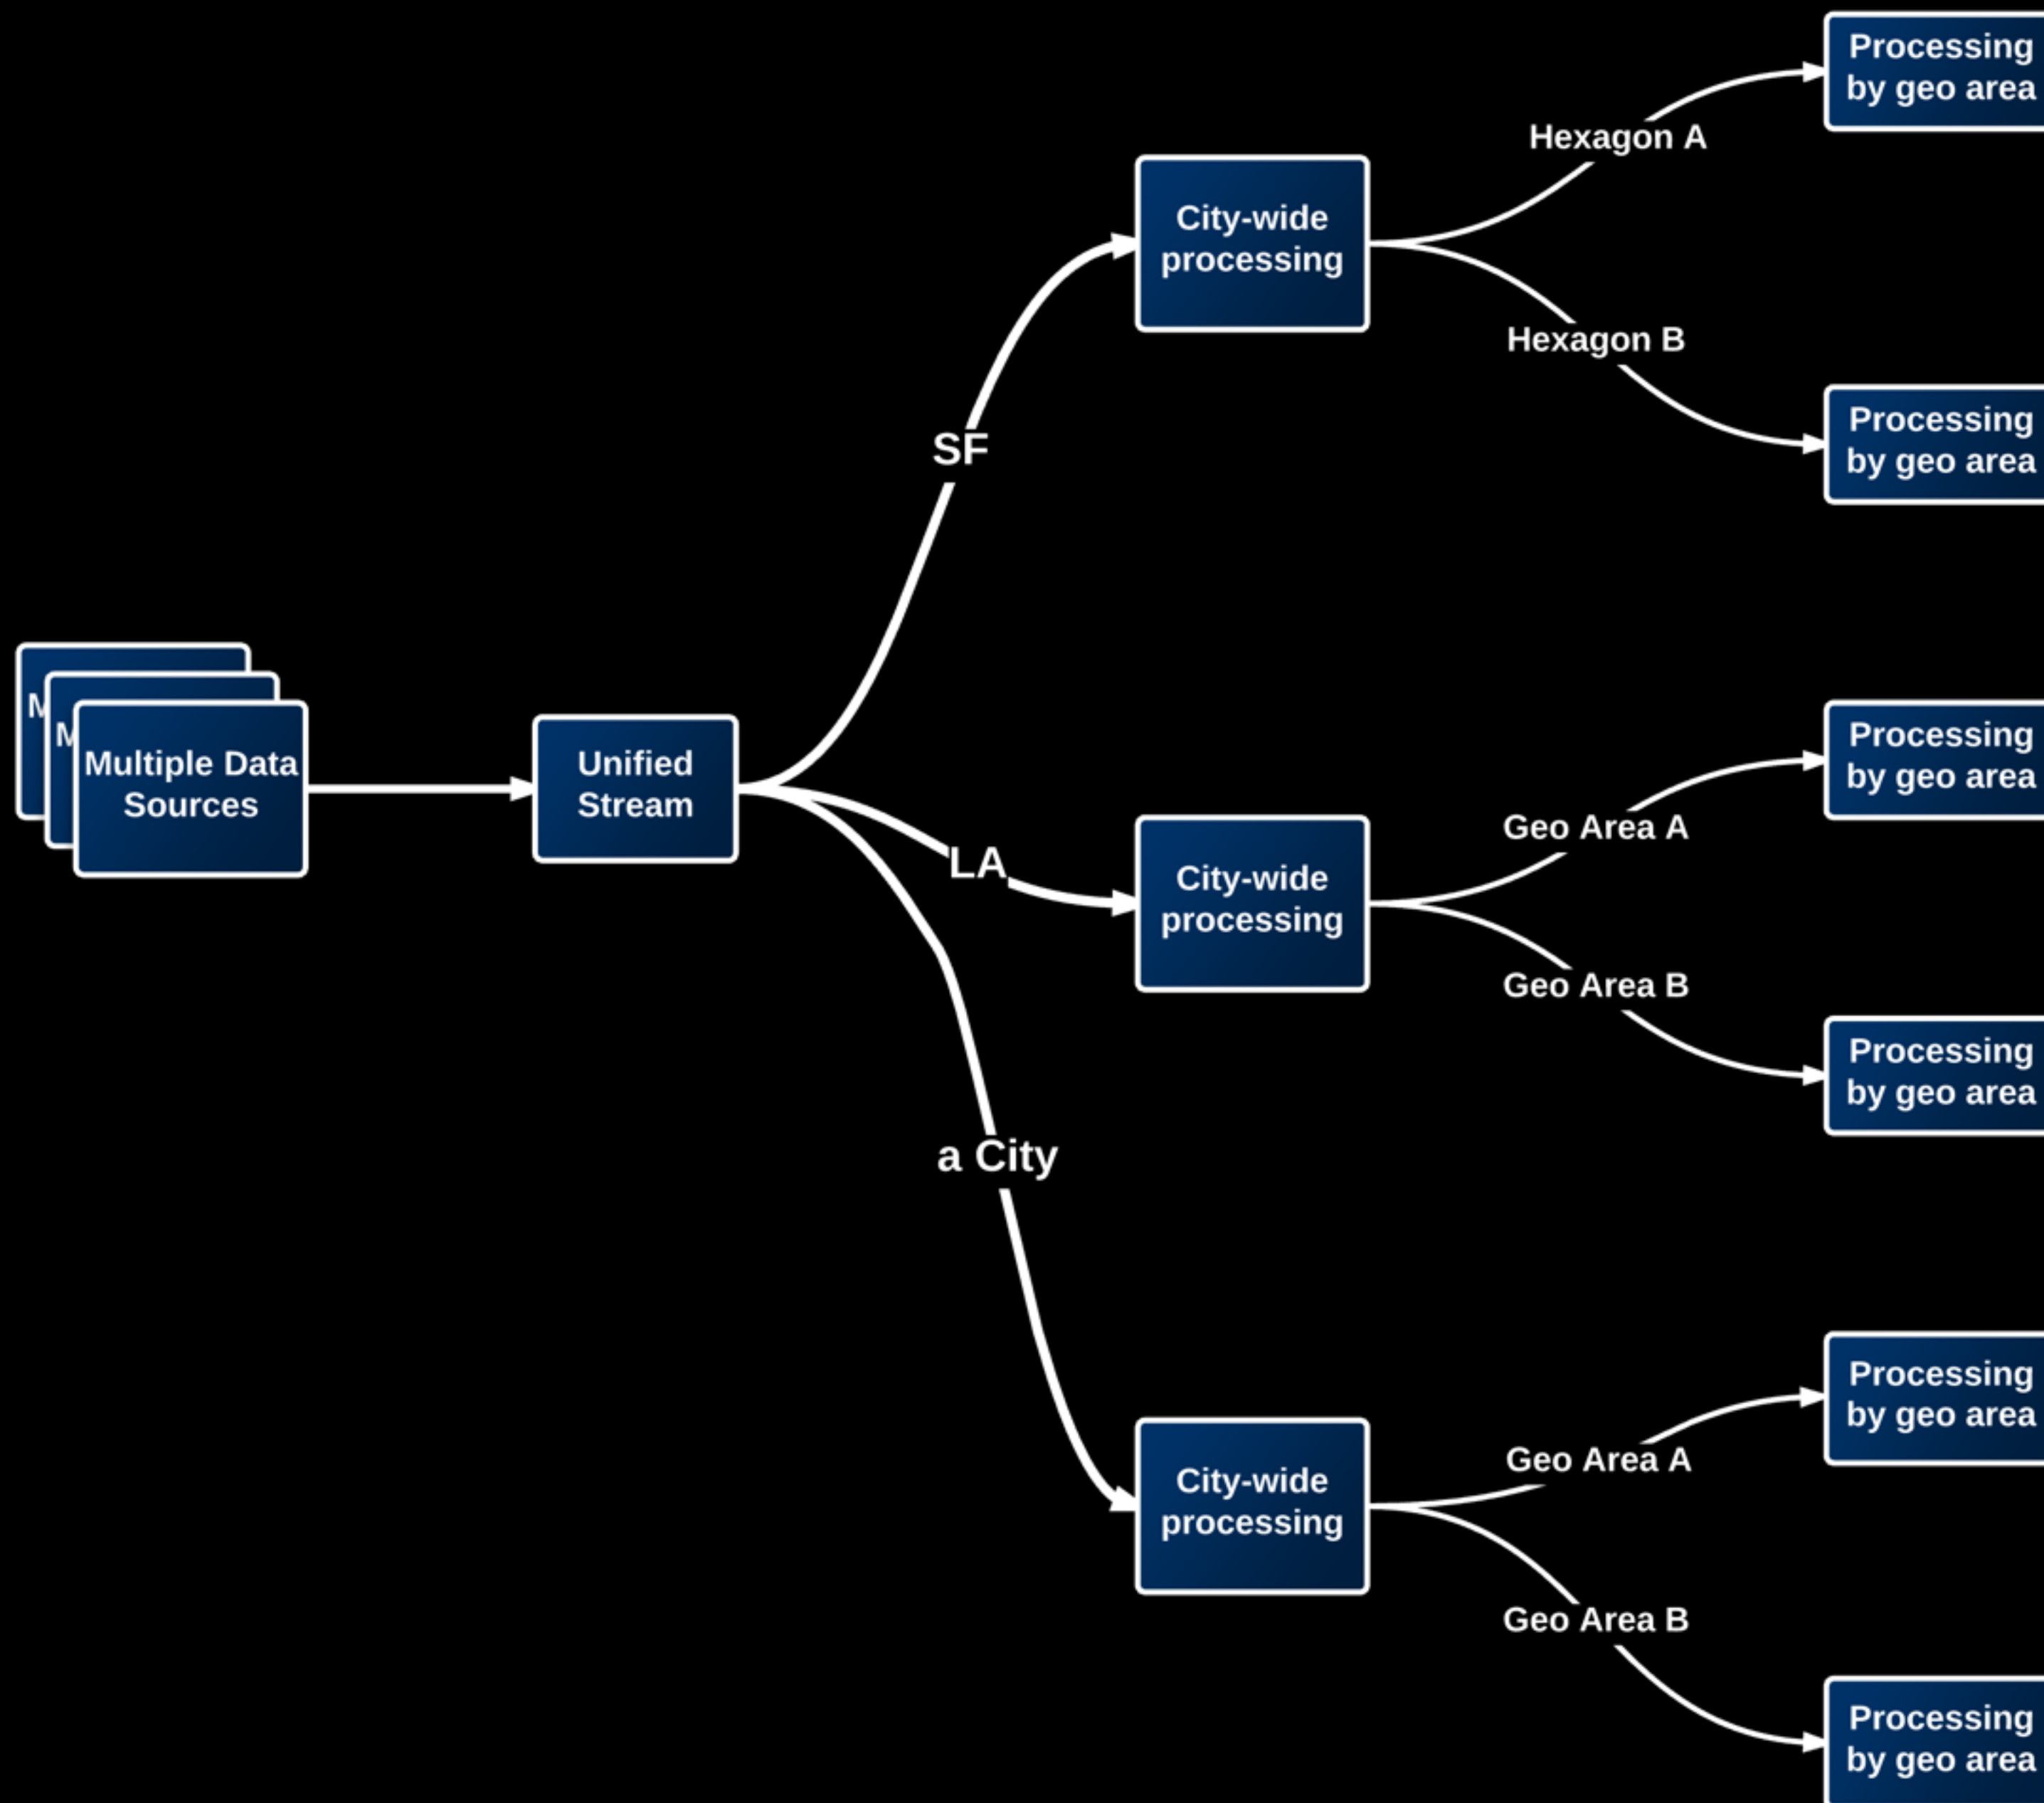 Processing
by geo area
Hexagon A
City-wide
processing
Hexagon B
Processing
by geo area
SF
M
M
Multiple Data
Sources
Unified
Stream
Processing
by geo area
Geo Area A
LA
City-wide
processing
Geo Area B
Processing
by geo area
a City
Processing
by geo area
Geo Area A
City-wide
processing
Geo Area B
Processing
by geo area